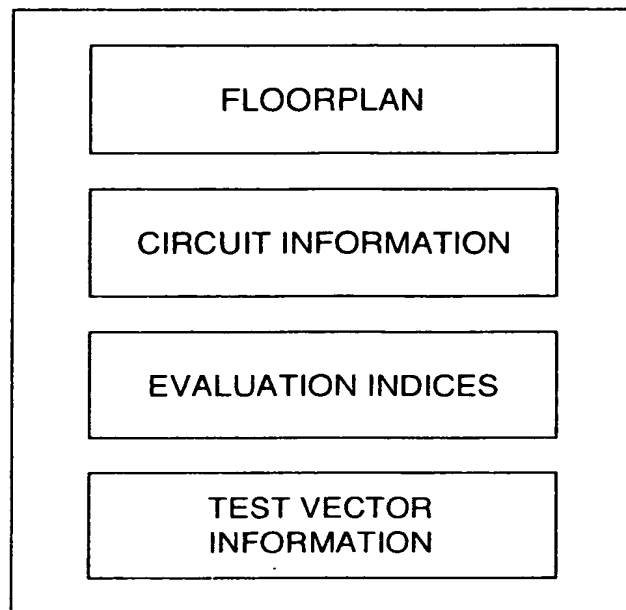 FLOORPLAN
CIRCUIT INFORMATION
EVALUATION INDICES
TEST VECTOR
INFORMATION